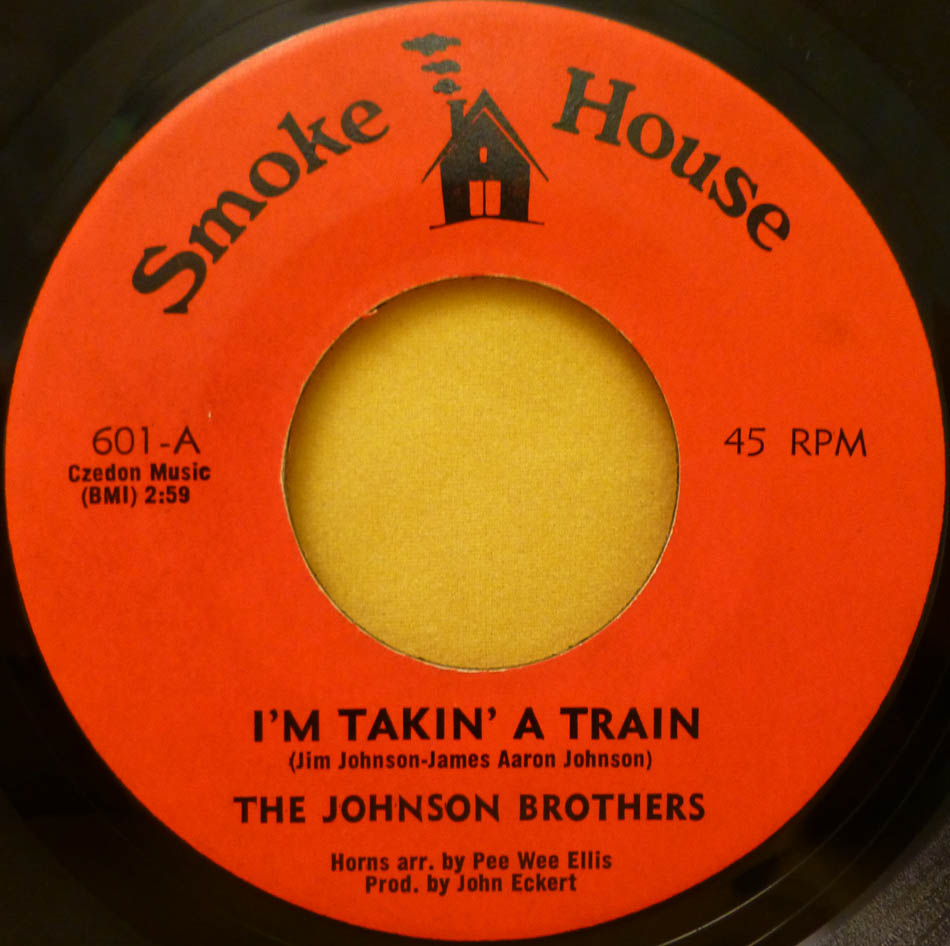 Smoke House
601-A
Czedon Music
(BMI) 2:59
45 RPM
I'M TAKIN' A TRAIN
(Jim Johnson-James Aaron Johnson)
THE JOHNSON BROTHERS
Horns arr. by Pee Wee Ellis
Prod. by John Eckert